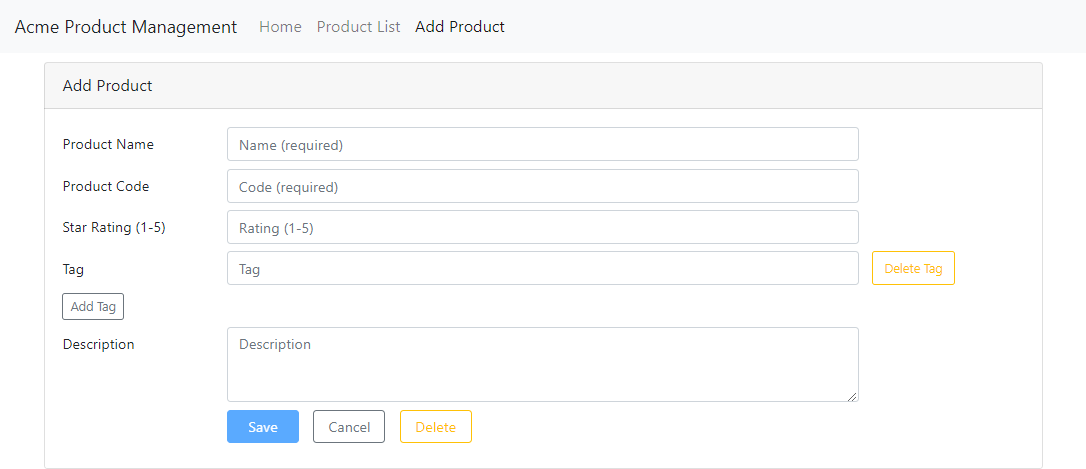 Acme Product Management Home Product List Add Product
Add Product
Product Name Name (required)
Product Code Code (required)
Star Rating (1-5) Rating (1-5)
Tag Tag Delete Tag
Add Tag
Description Description
Save Cancel Delete